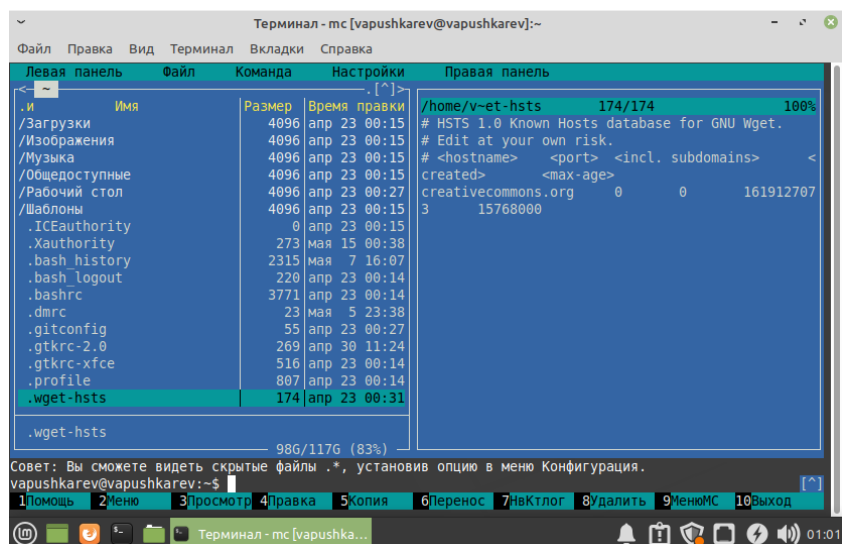 Терминал - mc [vapushkarev@vapushkarev]:~
Файл Правка Вид Терминал Вкладки Справка
Левая панель Файл Команда Настройки Правая панель
<- ~ .[^]>
.и Имя Размер Время правки
/Загрузки 4096 апр 23 00:15
/Изображения 4096 апр 23 00:15
/Музыка 4096 апр 23 00:15
/Общедоступные 4096 апр 23 00:15
/Рабочий стол 4096 апр 23 00:27
/Шаблоны 4096 апр 23 00:15
.ICEauthority 0 апр 23 00:15
.Xauthority 273 мая 15 00:38
.bash_history 2315 мая 7 16:07
.bash_logout 220 апр 23 00:14
.bashrc 3771 апр 23 00:14
.dmrc 23 мая 5 23:38
.gitconfig 55 апр 23 00:27
.gtkrc-2.0 269 апр 30 11:24
.gtkrc-xfce 516 апр 23 00:14
.profile 807 апр 23 00:14
.wget-hsts 174 апр 23 00:31
.wget-hsts
98G/117G (83%)
/home/v~et-hsts 174/174 100%
# HSTS 1.0 Known Hosts database for GNU Wget.
# Edit at your own risk.
# <hostname> <port> <incl. subdomains> <
created> <max-age>
creativecommons.org 0 0 161912707
3 15768000
Совет: Вы сможете видеть скрытые файлы .*, установив опцию в меню Конфигурация.
vapushkarev@vapushkarev:~$ [^]
1Помощь 2Меню 3Просмотр 4Правка 5Копия 6Перенос 7НвКтлог 8Удалить 9МенюМС 10Выход
Терминал - mc [vapushka... 01:01